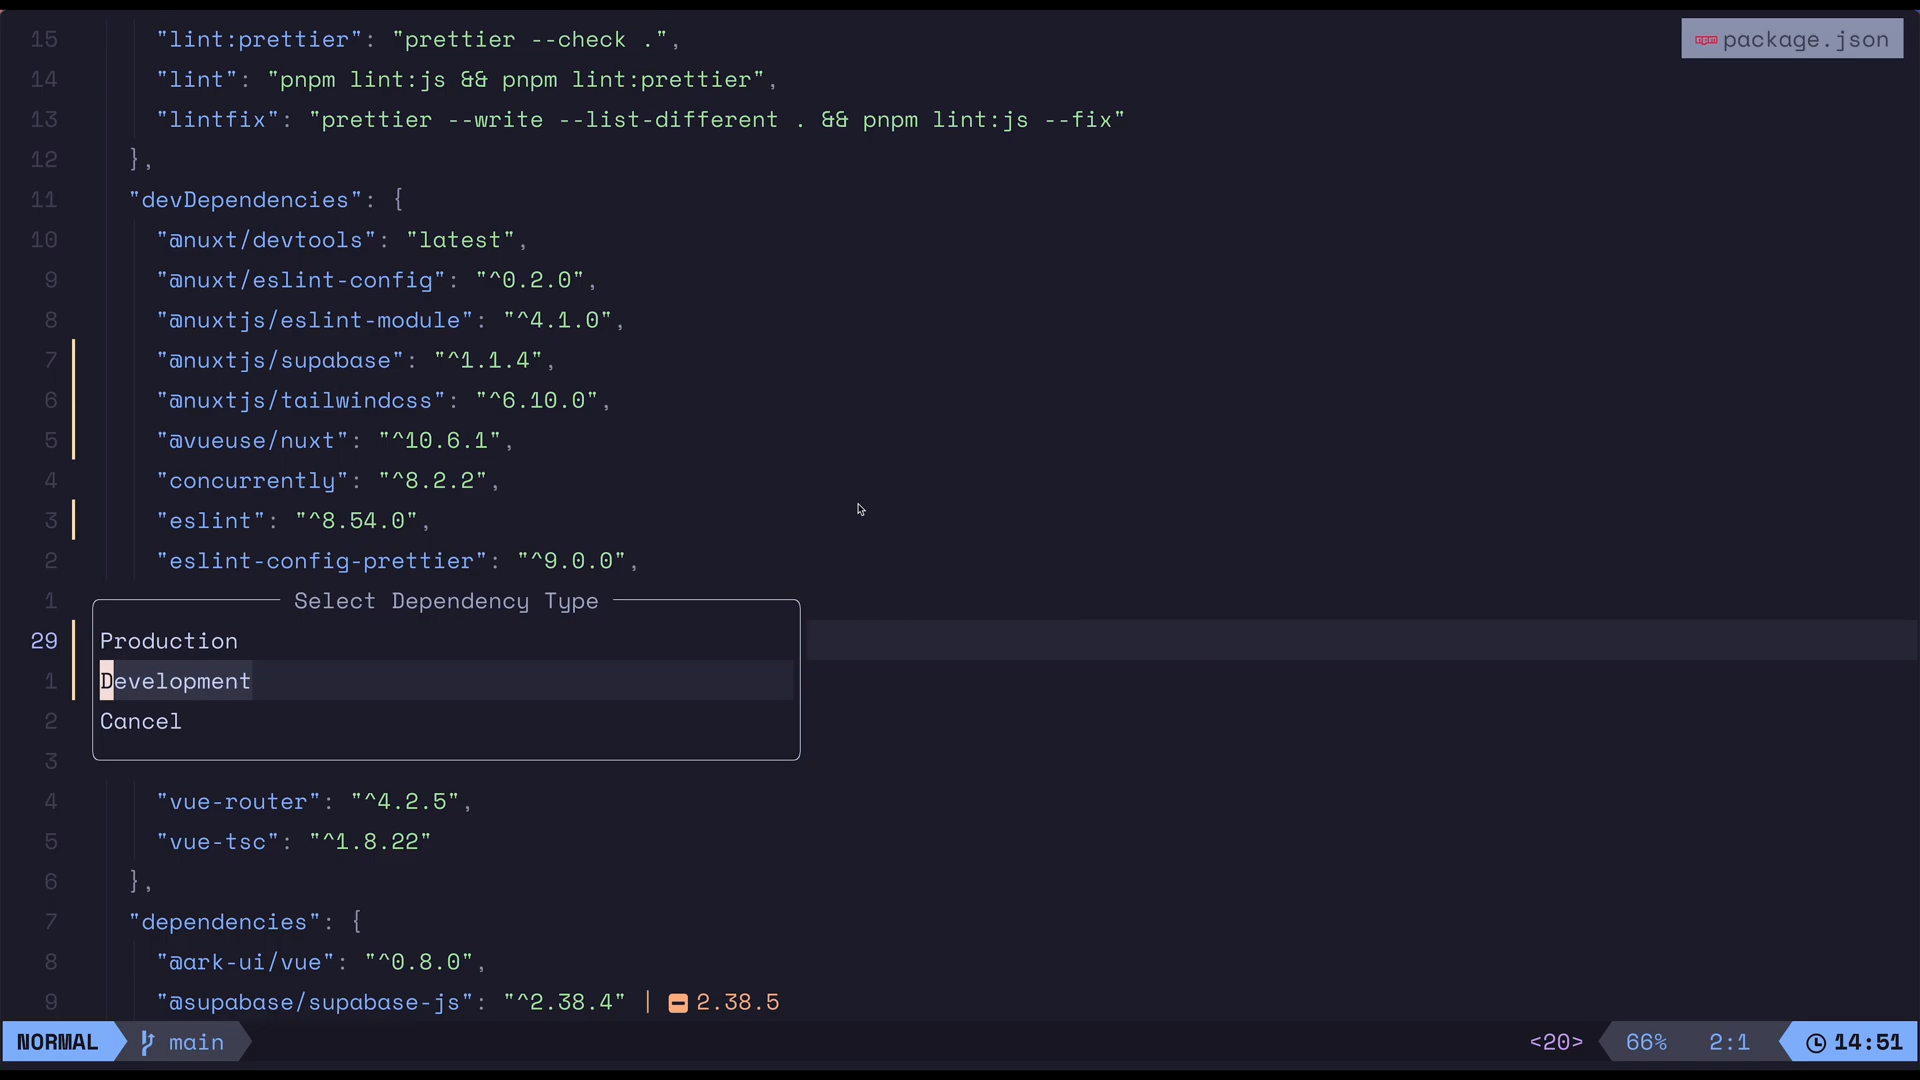 15 "lint:prettier": "prettier --check .",
npm package.json
14 "lint": "pnpm lint:js && pnpm lint:prettier",
13 "lintfix": "prettier --write --list-different . && pnpm lint:js --fix"
12 },
11 "devDependencies": {
10 "@nuxt/devtools": "latest",
9 "@nuxt/eslint-config": "^0.2.0",
8 "@nuxtjs/eslint-module": "^4.1.0",
7 "@nuxtjs/supabase": "^1.1.4",
6 "@nuxtjs/tailwindcss": "^6.10.0",
5 "@vueuse/nuxt": "^10.6.1",
4 "concurrently": "^8.2.2",
3 "eslint": "^8.54.0",
2 "eslint-config-prettier": "^9.0.0",
1 Select Dependency Type
29 Production
1 Development
2 Cancel
3
4 "vue-router": "^4.2.5",
5 "vue-tsc": "^1.8.22"
6 },
7 "dependencies": {
8 "@ark-ui/vue": "^0.8.0",
9 "@supabase/supabase-js": "^2.38.4" | 2.38.5
NORMAL main <20> 66% 2:1 14:51